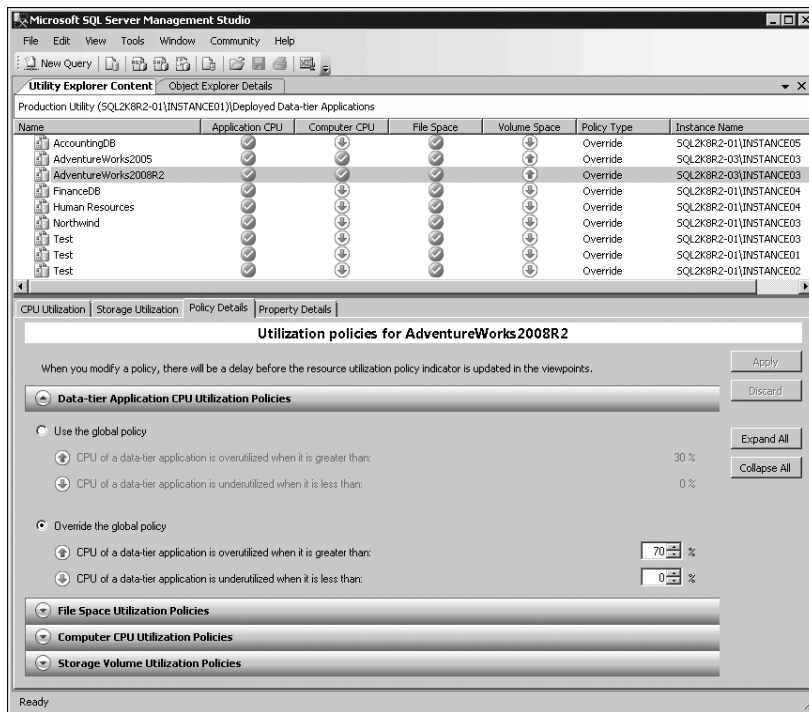 Microsoft SQL Server Management Studio
File Edit View Tools Window Community Help
New Query
Utility Explorer Content Object Explorer Details
Production Utility (SQL2K8R2-01\INSTANCE01)\Deployed Data-tier Applications
Name Application CPU Computer CPU File Space Volume Space Policy Type Instance Name
AccountingDB Override SQL2K8R2-01\INSTANCE05
AdventureWorks2005 Override SQL2K8R2-03\INSTANCE03
AdventureWorks2008R2 Override SQL2K8R2-03\INSTANCE03
FinanceDB Override SQL2K8R2-01\INSTANCE04
Human Resources Override SQL2K8R2-01\INSTANCE04
Northwind Override SQL2K8R2-01\INSTANCE03
Test Override SQL2K8R2-01\INSTANCE03
Test Override SQL2K8R2-01\INSTANCE01
Test Override SQL2K8R2-01\INSTANCE02
CPU Utilization Storage Utilization Policy Details Property Details
Utilization policies for AdventureWorks2008R2
When you modify a policy, there will be a delay before the resource utilization policy indicator is updated in the viewpoints.
Apply
Discard
Data-tier Application CPU Utilization Policies
Use the global policy
Expand All
CPU of a data-tier application is overutilized when it is greater than: 30 %
Collapse All
CPU of a data-tier application is underutilized when it is less than: 0 %
Override the global policy
CPU of a data-tier application is overutilized when it is greater than: 70 %
CPU of a data-tier application is underutilized when it is less than: 0 %
File Space Utilization Policies
Computer CPU Utilization Policies
Storage Volume Utilization Policies
Ready